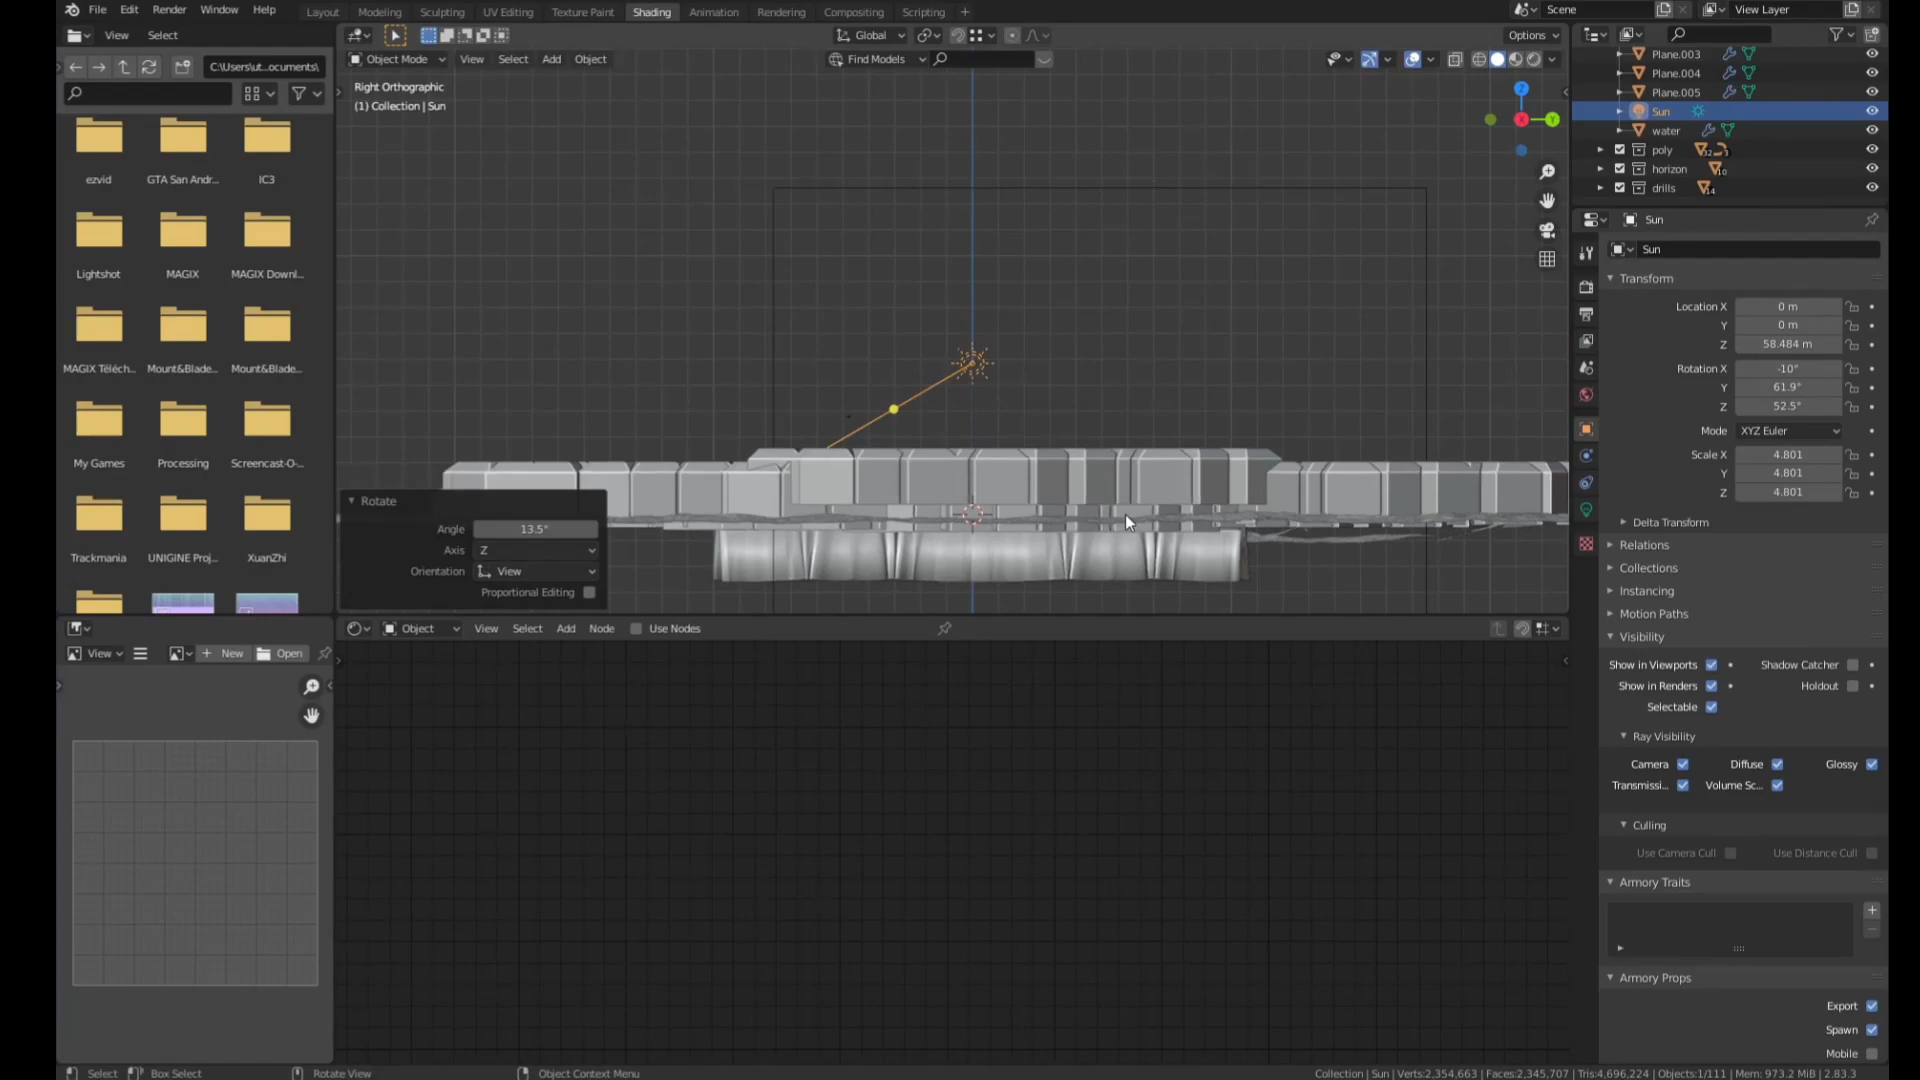 File Edit Render Window Help
Layout Modeling Sculpting UV Editing Texture Paint Shading Animation Rendering Compositing Scripting +
Scene
View Layer
View Select
Global
Options
C:\Users\ut...ocuments\
Object Mode View Select Add Object
Find Models
Right Orthographic
(1) Collection | Sun
ezvid
GTA San Andr...
IC3
Lightshot
MAGIX
MAGIX Downl...
MAGIX Téléch...
Mount&Blade...
Mount&Blade...
My Games
Processing
Screencast-O-...
Trackmania
UNIGINE Proj...
XuanZhi
Z
X
Y
Rotate
Angle 13.5°
Axis Z
Orientation View
Proportional Editing
Plane.003
Plane.004
Plane.005
Sun
water
poly 32 3
horizon 10
drills 14
Sun
Sun
Transform
Location X 0 m
Y 0 m
Z 58.484 m
Rotation X -10°
Y 61.9°
Z 52.5°
Mode XYZ Euler
Scale X 4.801
Y 4.801
Z 4.801
Delta Transform
Relations
Collections
Instancing
Motion Paths
Visibility
Show in Viewports Shadow Catcher
Show in Renders Holdout
Selectable
Ray Visibility
Camera Diffuse Glossy
Transmissi... Volume Sc...
Culling
Use Camera Cull Use Distance Cull
Armory Traits
Armory Props
Export
Spawn
Mobile
Object View Select Add Node Use Nodes
View New Open
Select Box Select Rotate View Object Context Menu
Collection | Sun | Verts:2,354,663 | Faces:2,345,707 | Tris:4,696,224 | Objects:1/111 | Mem: 973.2 MiB | 2.83.3